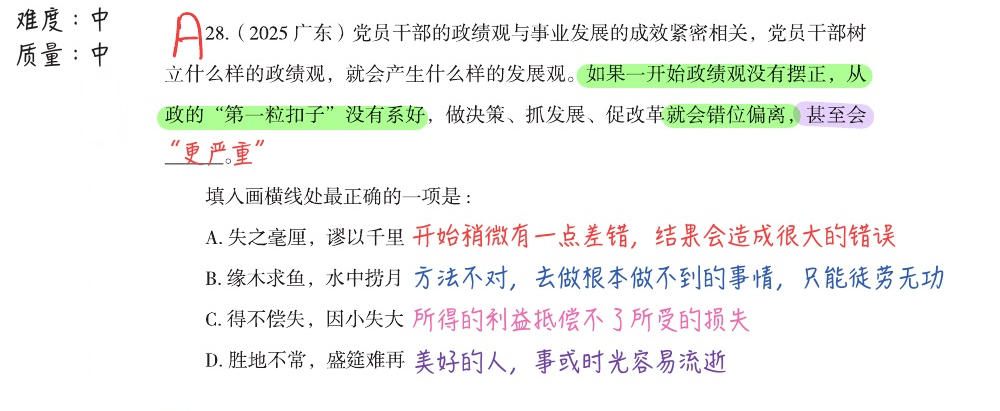 难度：中
质量：中
A 28.（2025 广东）党员干部的政绩观与事业发展的成效紧密相关，党员干部树
立什么样的政绩观，就会产生什么样的发展观。如果一开始政绩观没有摆正，从
政的“第一粒扣子”没有系好，做决策、抓发展、促改革就会错位偏离，甚至会
“更严重”。
填入画横线处最正确的一项是：
A. 失之毫厘，谬以千里 开始稍微有一点差错，结果会造成很大的错误
B. 缘木求鱼，水中捞月 方法不对，去做根本做不到的事情，只能徒劳无功
C. 得不偿失，因小失大 所得的利益抵偿不了所受的损失
D. 胜地不常，盛筵难再 美好的人，事或时光容易流逝